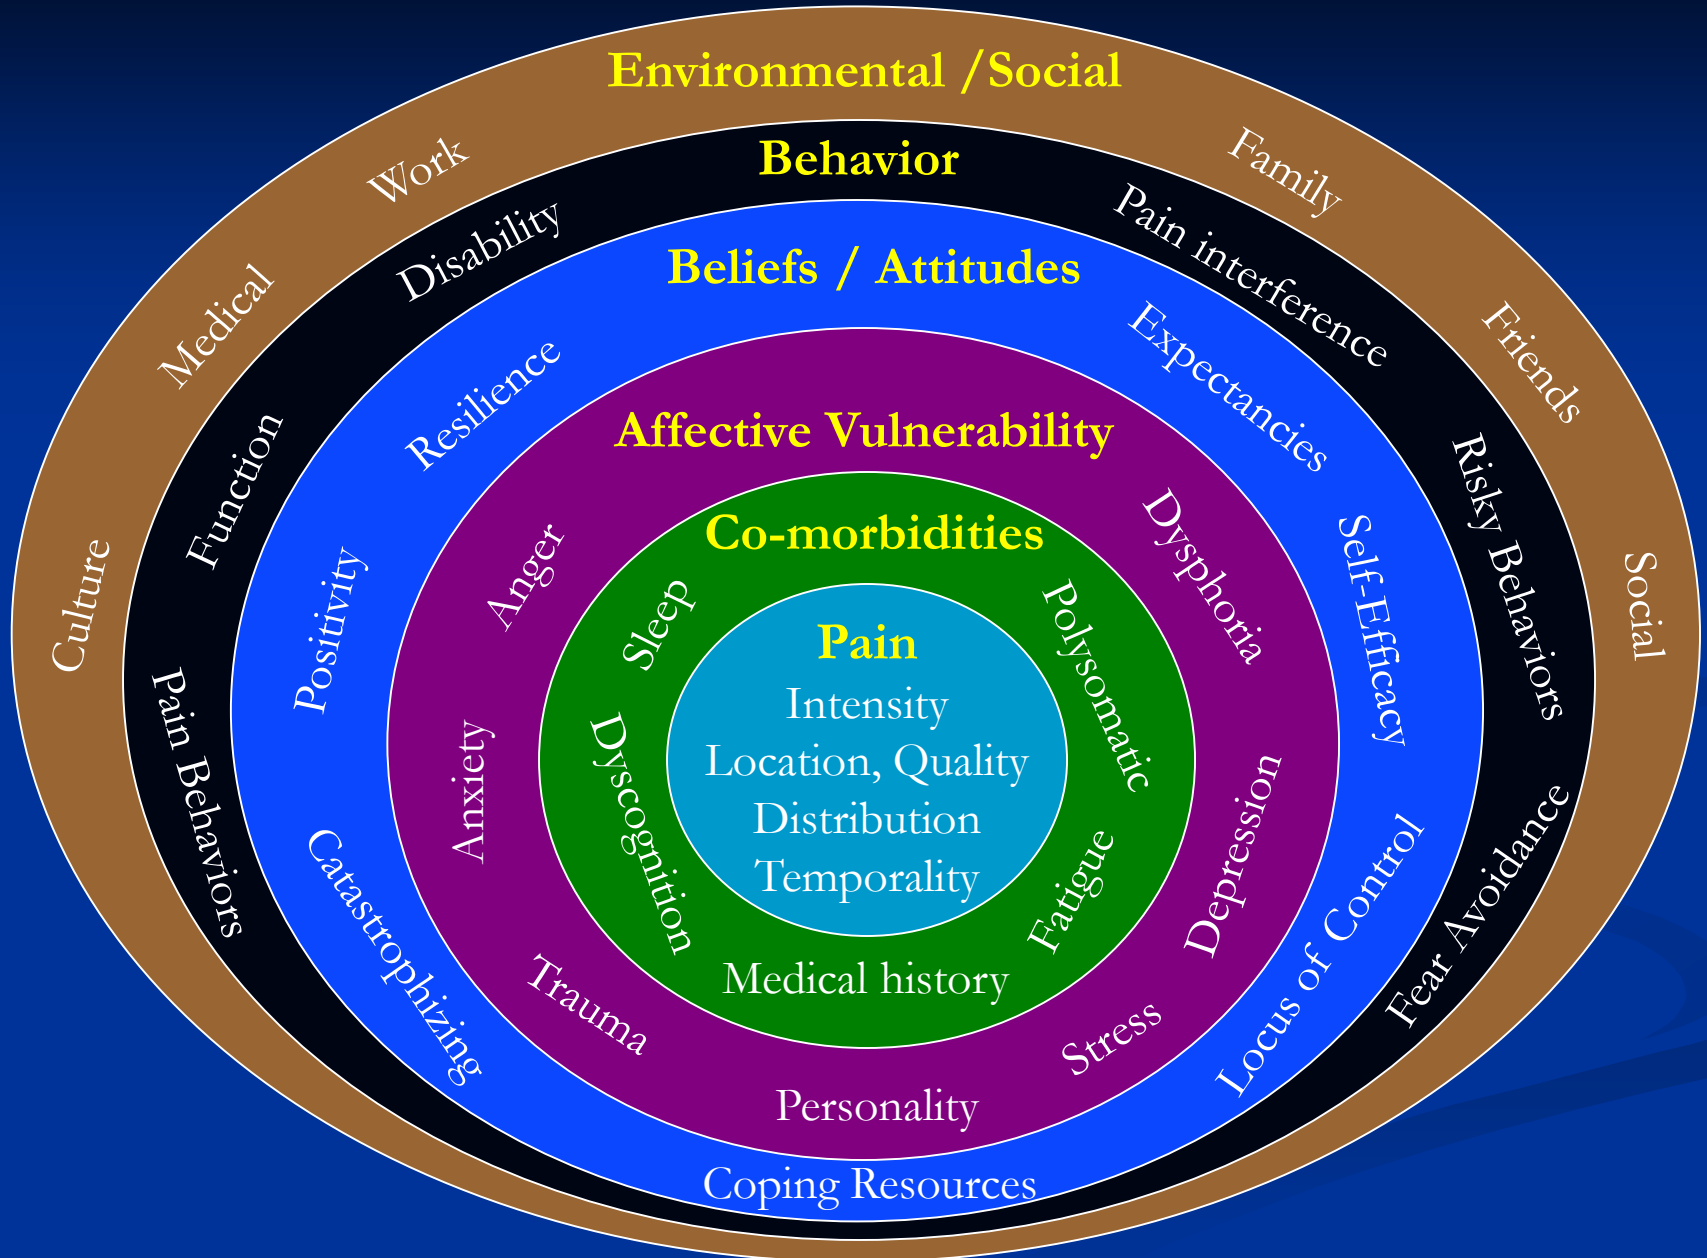 Environmental /Social
Work
Family
Medical
Friends
Culture
Social
Behavior
Disability
Pain interference
Function
Risky Behaviors
Pain Behaviors
Fear Avoidance
Beliefs / Attitudes
Resilience
Expectancies
Positivity
Self-Efficacy
Catastrophizing
Locus of Control
Coping Resources
Affective Vulnerability
Anger
Dysphoria
Anxiety
Depression
Trauma
Stress
Personality
Co-morbidities
Sleep
Polysomatic
Dyscognition
Fatigue
Medical history
Pain
Intensity
Location, Quality
Distribution
Temporality